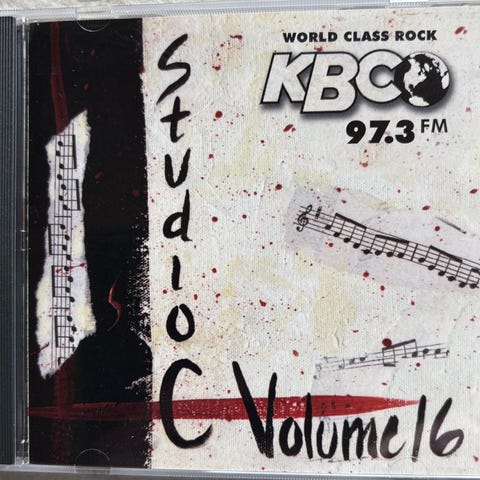 WORLD CLASS ROCK
KBCO
97.3 FM
Studio C
Volume 16